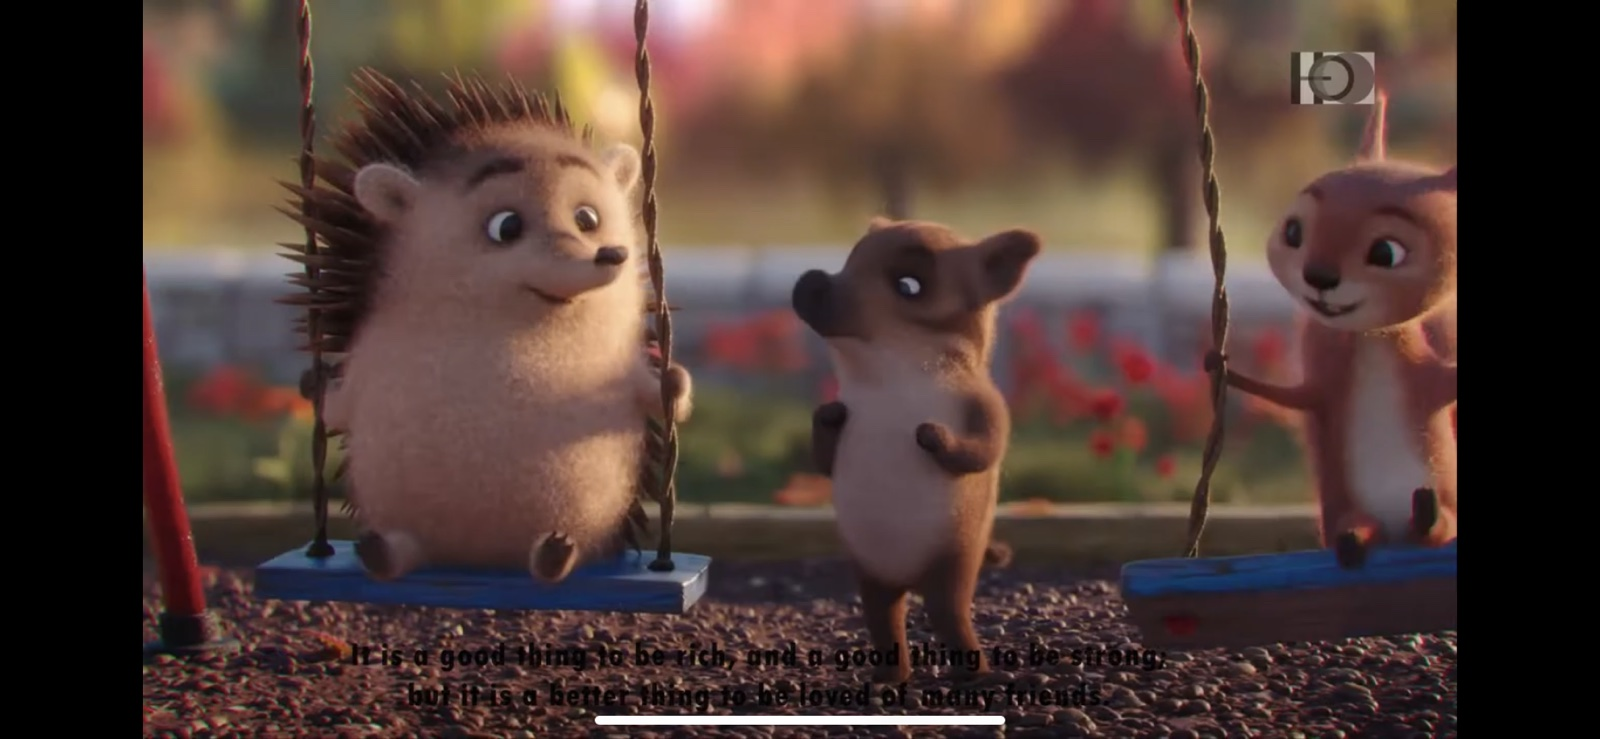 HD
It is a good thing to be rich, and a good thing to be strong;
but it is a better thing to be loved of many friends.